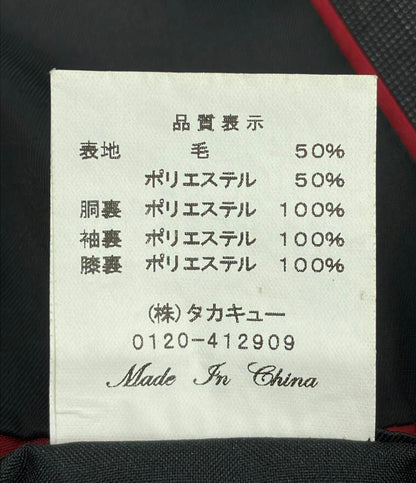 品質表示
表地 毛 50%
ポリエステル 50%
胴裏 ポリエステル 100%
袖裏 ポリエステル 100%
膝裏 ポリエステル 100%
(株)タカキュー
0120-412909
Made In China